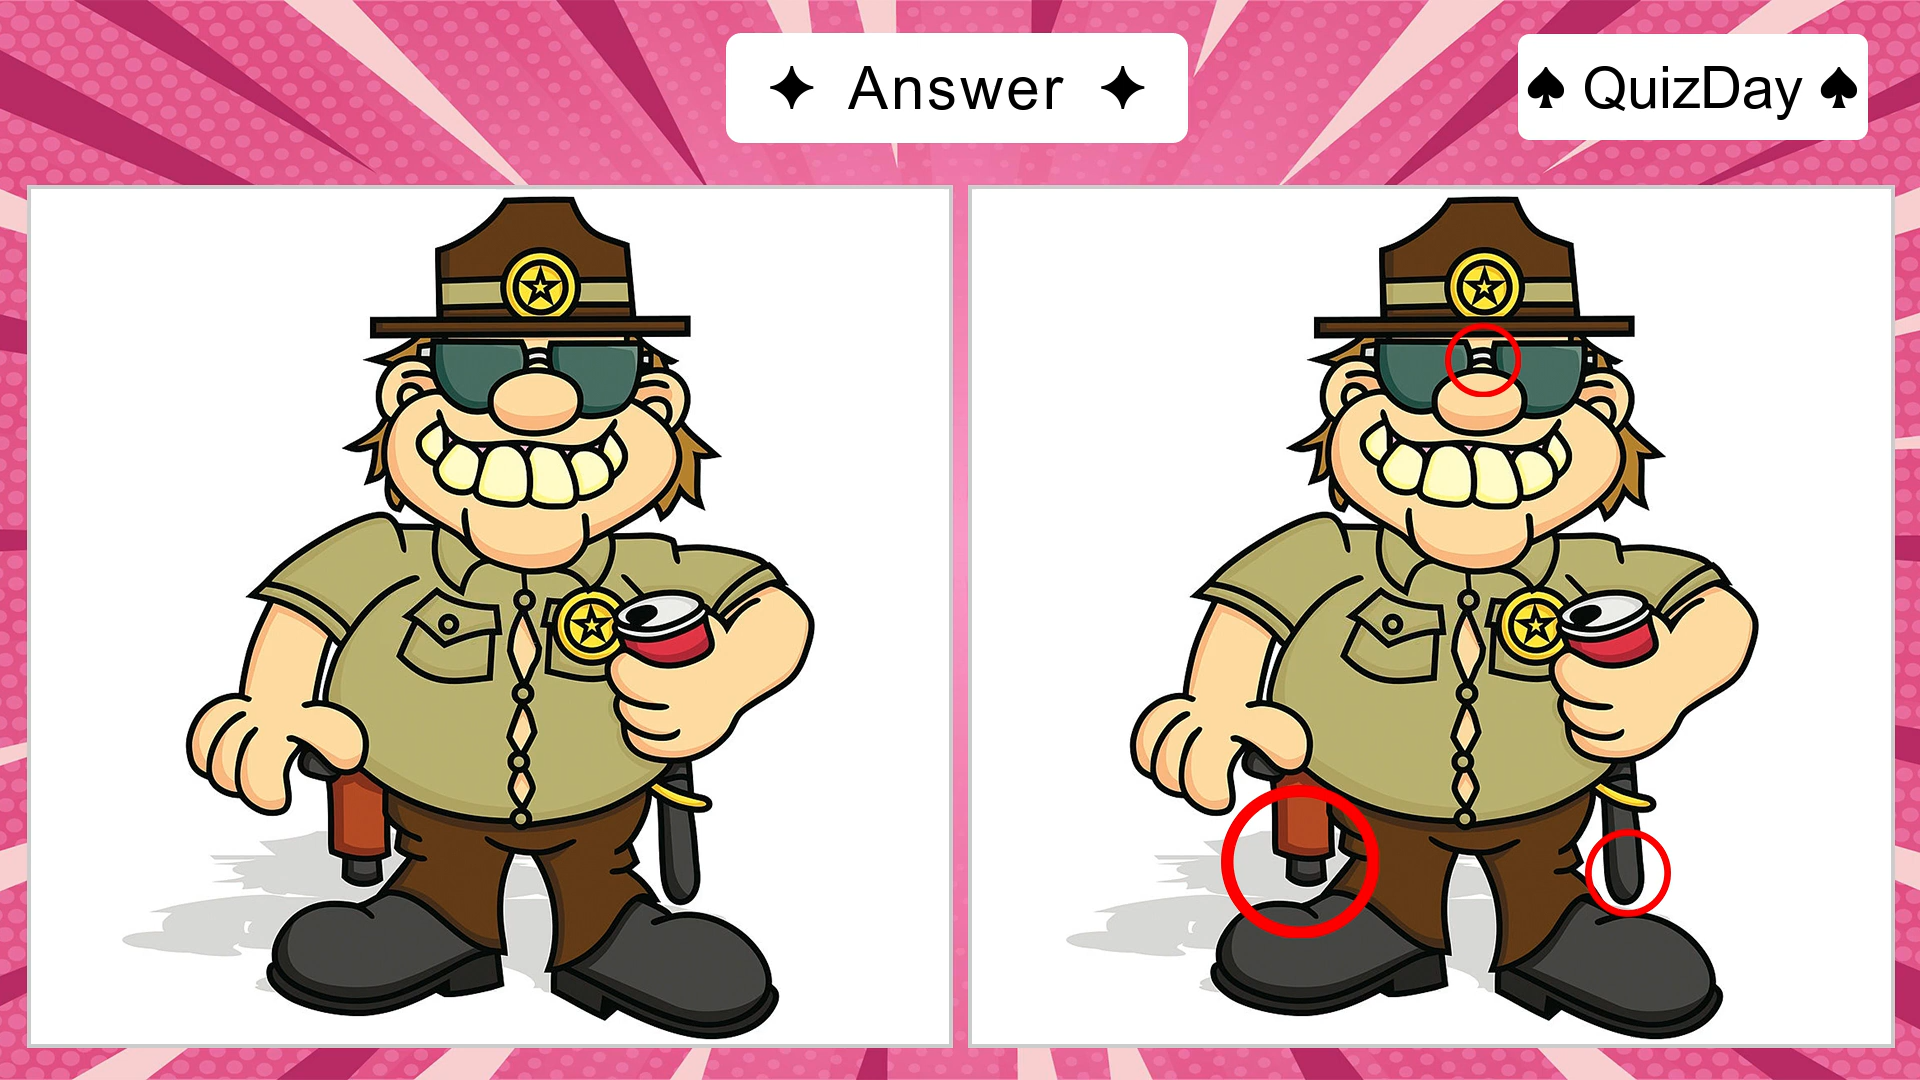 ✦ Answer ✦
♠ QuizDay ♠